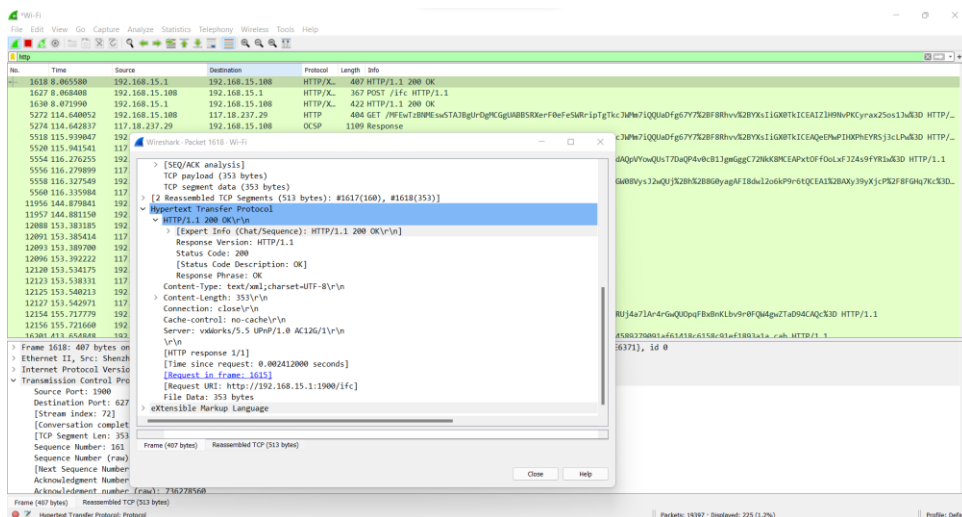 *Wi-Fi
File Edit View Go Capture Analyze Statistics Telephony Wireless Tools Help
http
No. Time Source Destination Protocol Length Info
1618 8.065580 192.168.15.1 192.168.15.108 HTTP/X… 407 HTTP/1.1 200 OK
1627 8.068408 192.168.15.108 192.168.15.1 HTTP/X… 367 POST /ifc HTTP/1.1
1630 8.071990 192.168.15.1 192.168.15.108 HTTP/X… 422 HTTP/1.1 200 OK
5272 114.640052 192.168.15.108 117.18.237.29 HTTP 404 GET
5274 114.642837 117.18.237.29 192.168.15.108 OCSP 1109 Response
5518 115.939047 192
5520 115.941541 117
5554 116.276255 192 HTTP/1.1
5556 116.279899 117
5558 116.327549 192
5560 116.335984 117
11956 144.879841 192
11957 144.881150 192
12088 153.383185 192
12091 153.385414 117
12093 153.389700 192
12096 153.392222 117
12120 153.534175 192
12123 153.538331 117
12125 153.540213 192
12127 153.542971 117
12154 155.717779 192 HTTP/1.1
12156 155.721660 192
Wireshark · Packet 1618 · Wi-Fi
> [SEQ/ACK analysis]
TCP payload (353 bytes)
TCP segment data (353 bytes)
> [2 Reassembled TCP Segments (513 bytes): #1617(160), #1618(353)]
Hypertext Transfer Protocol
HTTP/1.1 200 OK\r\n
> [Expert Info (Chat/Sequence): HTTP/1.1 200 OK\r\n]
Response Version: HTTP/1.1
Status Code: 200
[Status Code Description: OK]
Response Phrase: OK
Content-Type: text/xml;charset=UTF-8\r\n
> Content-Length: 353\r\n
Connection: close\r\n
Cache-control: no-cache\r\n
Server: vxWorks/5.5 UPnP/1.0 AC12G/1\r\n
\r\n
[HTTP response 1/1]
[Time since request: 0.002412000 seconds]
[Request in frame: 1615]
[Request URI: http://192.168.15.1:1900/ifc]
File Data: 353 bytes
> eXtensible Markup Language
Frame (407 bytes) Reassembled TCP (513 bytes)
Close Help
> Frame 1618: 407 bytes on
6371}, id 0
> Ethernet II, Src: Shenzh
> Internet Protocol Versio
Transmission Control Pro
Source Port: 1900
Destination Port: 627
[Stream index: 72]
[Conversation complet
[TCP Segment Len: 353
Sequence Number: 161
Sequence Number (raw)
[Next Sequence Number
Acknowledgment Number
Acknowledgment number (raw): 736278560
Frame (407 bytes) Reassembled TCP (513 bytes)
Hypertext Transfer Protocol: Protocol Packets: 19397 · Displayed: 225 (1.2%) Profile: Defa